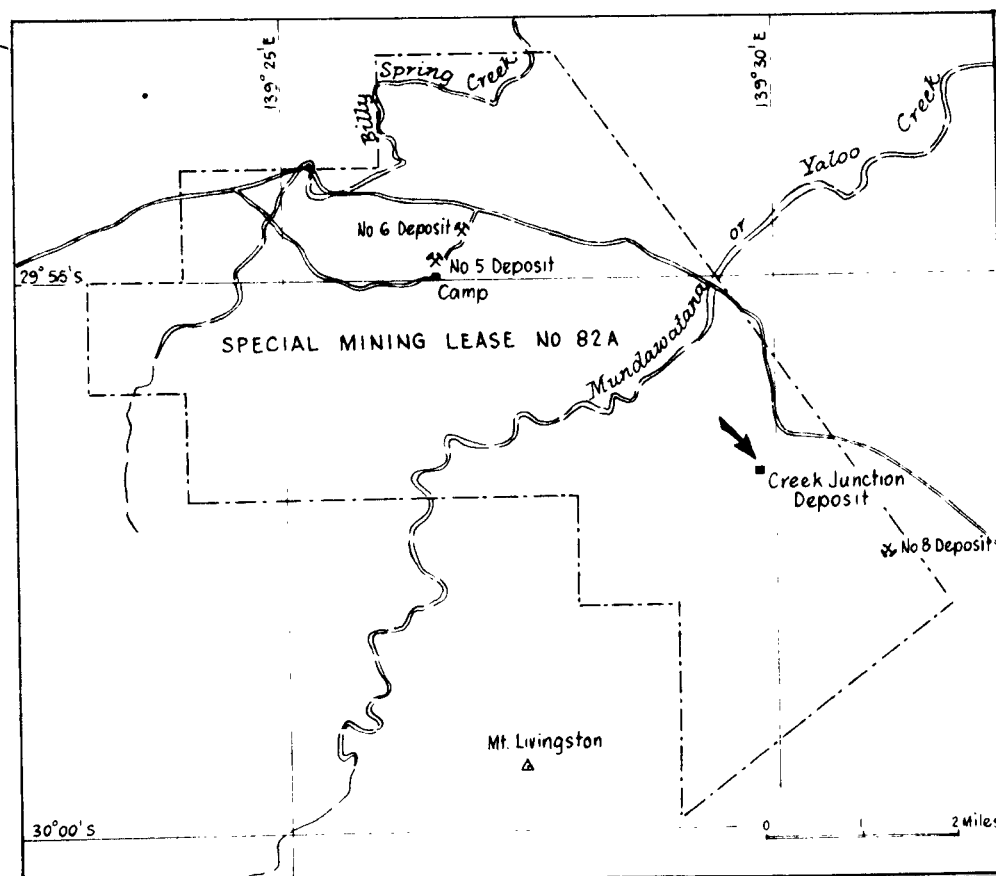 139° 25' E
139° 30' E
Billy
Spring
Creek
Creek
Yaloo
or
Mundawatana
No 6 Deposit
29° 55' S
No 5 Deposit
Camp
SPECIAL MINING LEASE NO 82A
Creek Junction
Deposit
No 8 Deposit
Mt. Livingston
30° 00' S
0 1 2 Miles